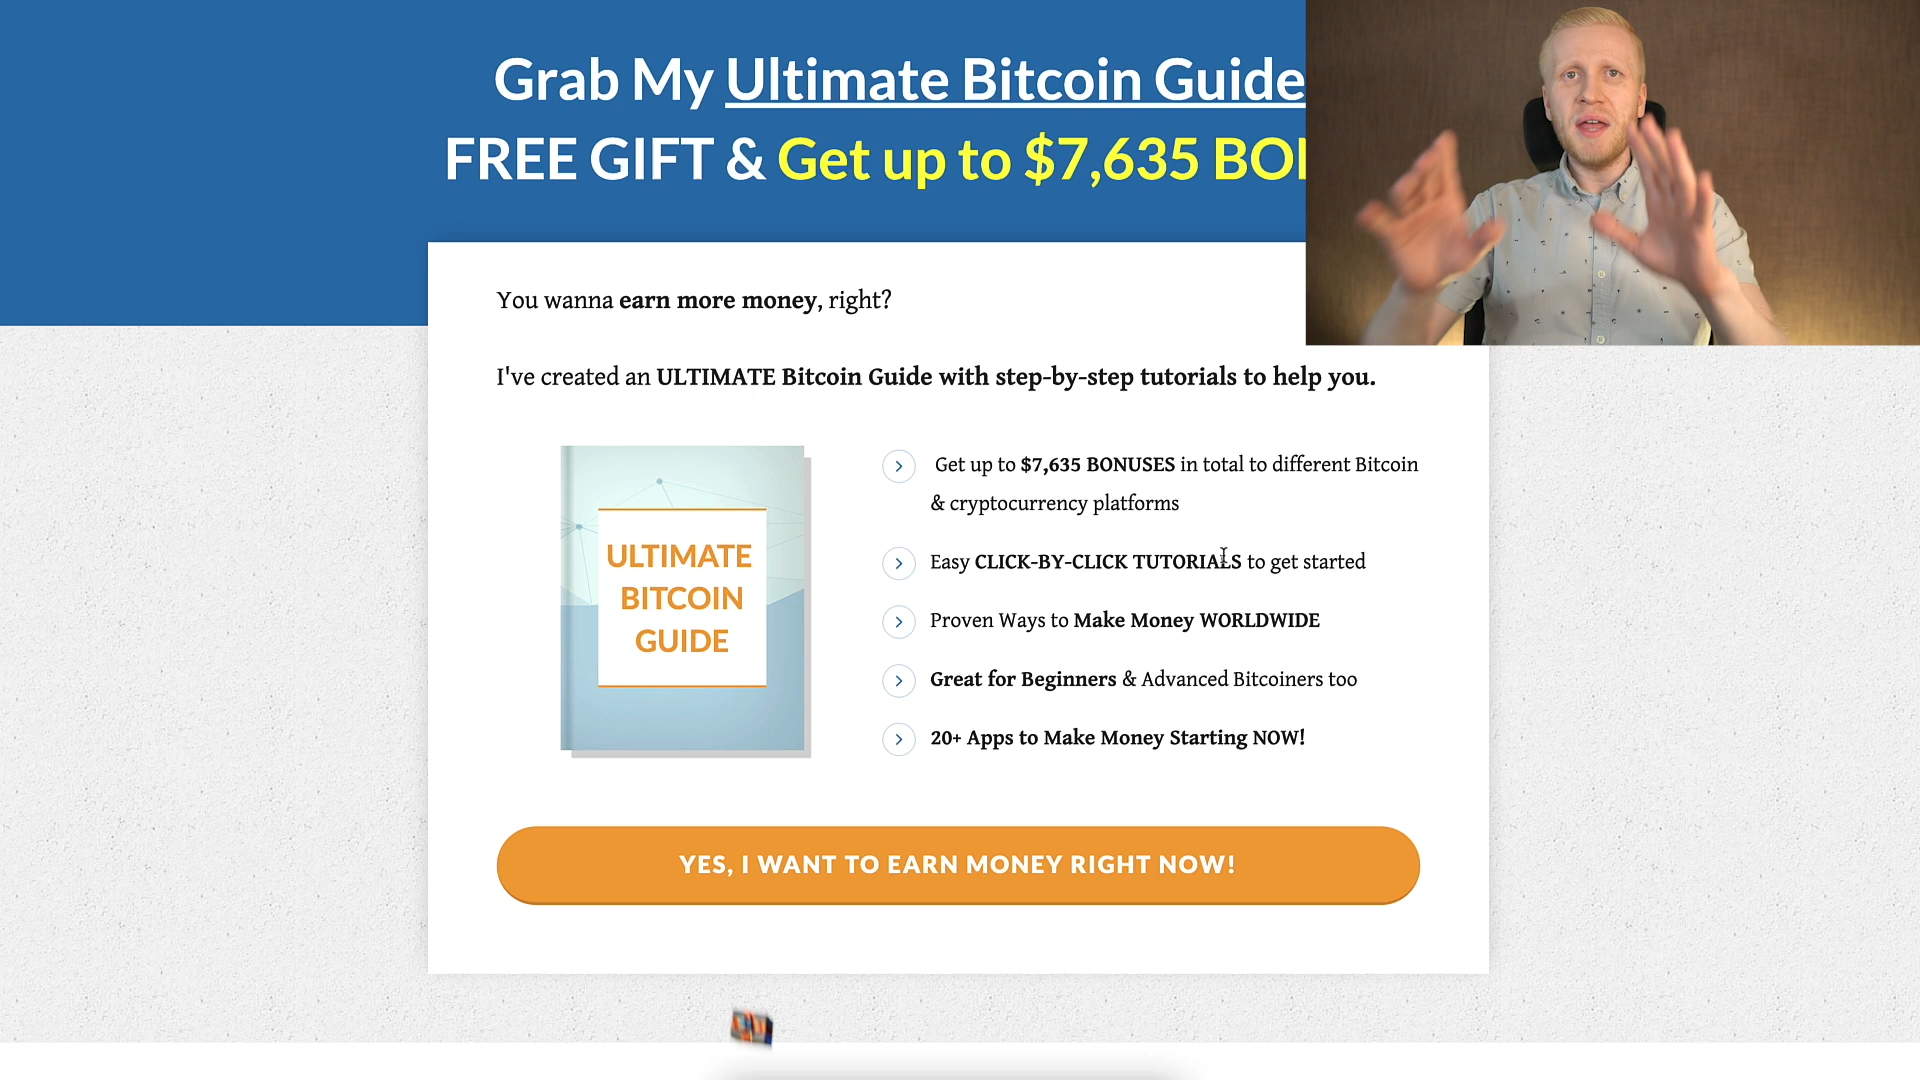 Grab My Ultimate Bitcoin Guide
FREE GIFT & Get up to $7,635
You wanna earn more money, right?
I've created an ULTIMATE Bitcoin Guide with step-by-step tutorials to help you.
ULTIMATE
BITCOIN
GUIDE
Get up to $7,635 BONUSES in total to different Bitcoin
& cryptocurrency platforms
Easy CLICK-BY-CLICK TUTORIALS to get started
Proven Ways to Make Money WORLDWIDE
Great for Beginners & Advanced Bitcoiners too
20+ Apps to Make Money Starting NOW!
YES, I WANT TO EARN MONEY RIGHT NOW!